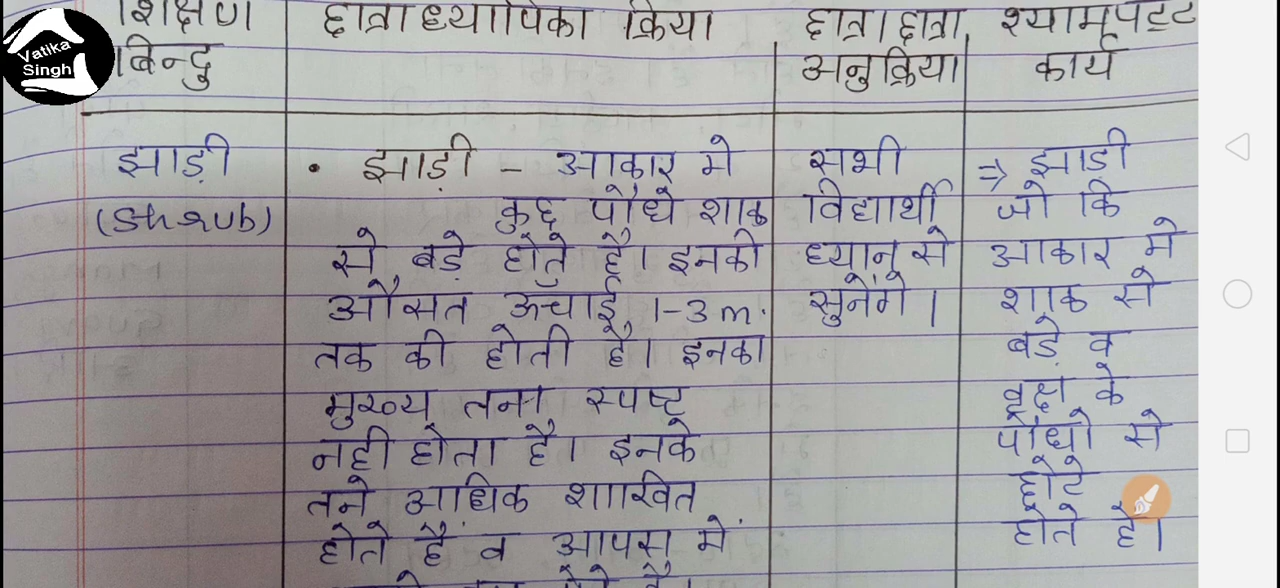 Vatika
Singh
शिक्षण
बिन्दु
छात्राध्यापिका क्रिया
छात्र/छात्रा
अनुक्रिया
श्यामपट्ट
कार्य
झाड़ी
(Shrub)
• झाड़ी - आकार मे
कुछ पौधे शाक
से बड़े होते है। इनकी
औसत ऊचाई 1-3 m.
तक की होती है। इनका
मुख्य तना स्पष्ट
नही होता है। इनके
तने अधिक शाखित
होते हैं व आपस में
सभी
विद्यार्थी
ध्यान से
सुनेंगे।
⇒ झाडी
जो कि
आकार मे
शाक से
बडे व
वृक्ष के
पौधो से
छोटे
होते है।